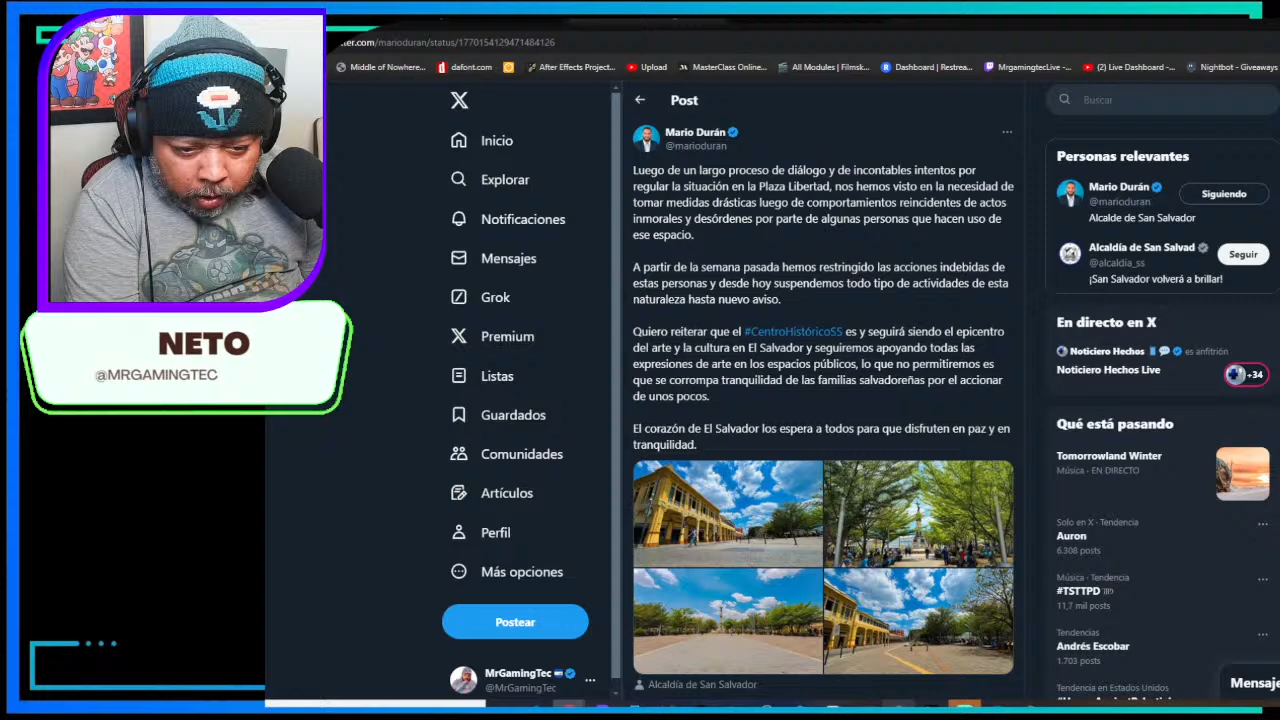 ter.com/marioduran/status/1770154129471484126
Middle of Nowhere...
dafont.com
After Effects Project...
Upload
MasterClass Online...
All Modules | Filmsk...
Dashboard | Restrea...
MrgamingtecLive -...
(2) Live Dashboard -...
Nightbot - Giveaways
NETO
@MRGAMINGTEC
Inicio
Explorar
Notificaciones
Mensajes
Grok
Premium
Listas
Guardados
Comunidades
Artículos
Perfil
Más opciones
Postear
MrGamingTec
@MrGamingTec
Post
Mario Durán
@marioduran
Luego de un largo proceso de diálogo y de incontables intentos por
regular la situación en la Plaza Libertad, nos hemos visto en la necesidad de
tomar medidas drásticas luego de comportamientos reincidentes de actos
inmorales y desórdenes por parte de algunas personas que hacen uso de
ese espacio.
A partir de la semana pasada hemos restringido las acciones indebidas de
estas personas y desde hoy suspendemos todo tipo de actividades de esta
naturaleza hasta nuevo aviso.
Quiero reiterar que el #CentroHistóricoSS es y seguirá siendo el epicentro
del arte y la cultura en El Salvador y seguiremos apoyando todas las
expresiones de arte en los espacios públicos, lo que no permitiremos es
que se corrompa tranquilidad de las familias salvadoreñas por el accionar
de unos pocos.
El corazón de El Salvador los espera a todos para que disfruten en paz y en
tranquilidad.
Alcaldía de San Salvador
Buscar
Personas relevantes
Mario Durán
@marioduran
Siguiendo
Alcalde de San Salvador
Alcaldía de San Salvad
@alcaldia_ss
Seguir
¡San Salvador volverá a brillar!
En directo en X
Noticiero Hechos es anfitrión
Noticiero Hechos Live
+34
Qué está pasando
Tomorrowland Winter
Música · EN DIRECTO
Solo en X · Tendencia
Auron
6.308 posts
Música · Tendencia
#TSTTPD
11,7 mil posts
Tendencias
Andrés Escobar
1.703 posts
Tendencia en Estados Unidos
Mensaje